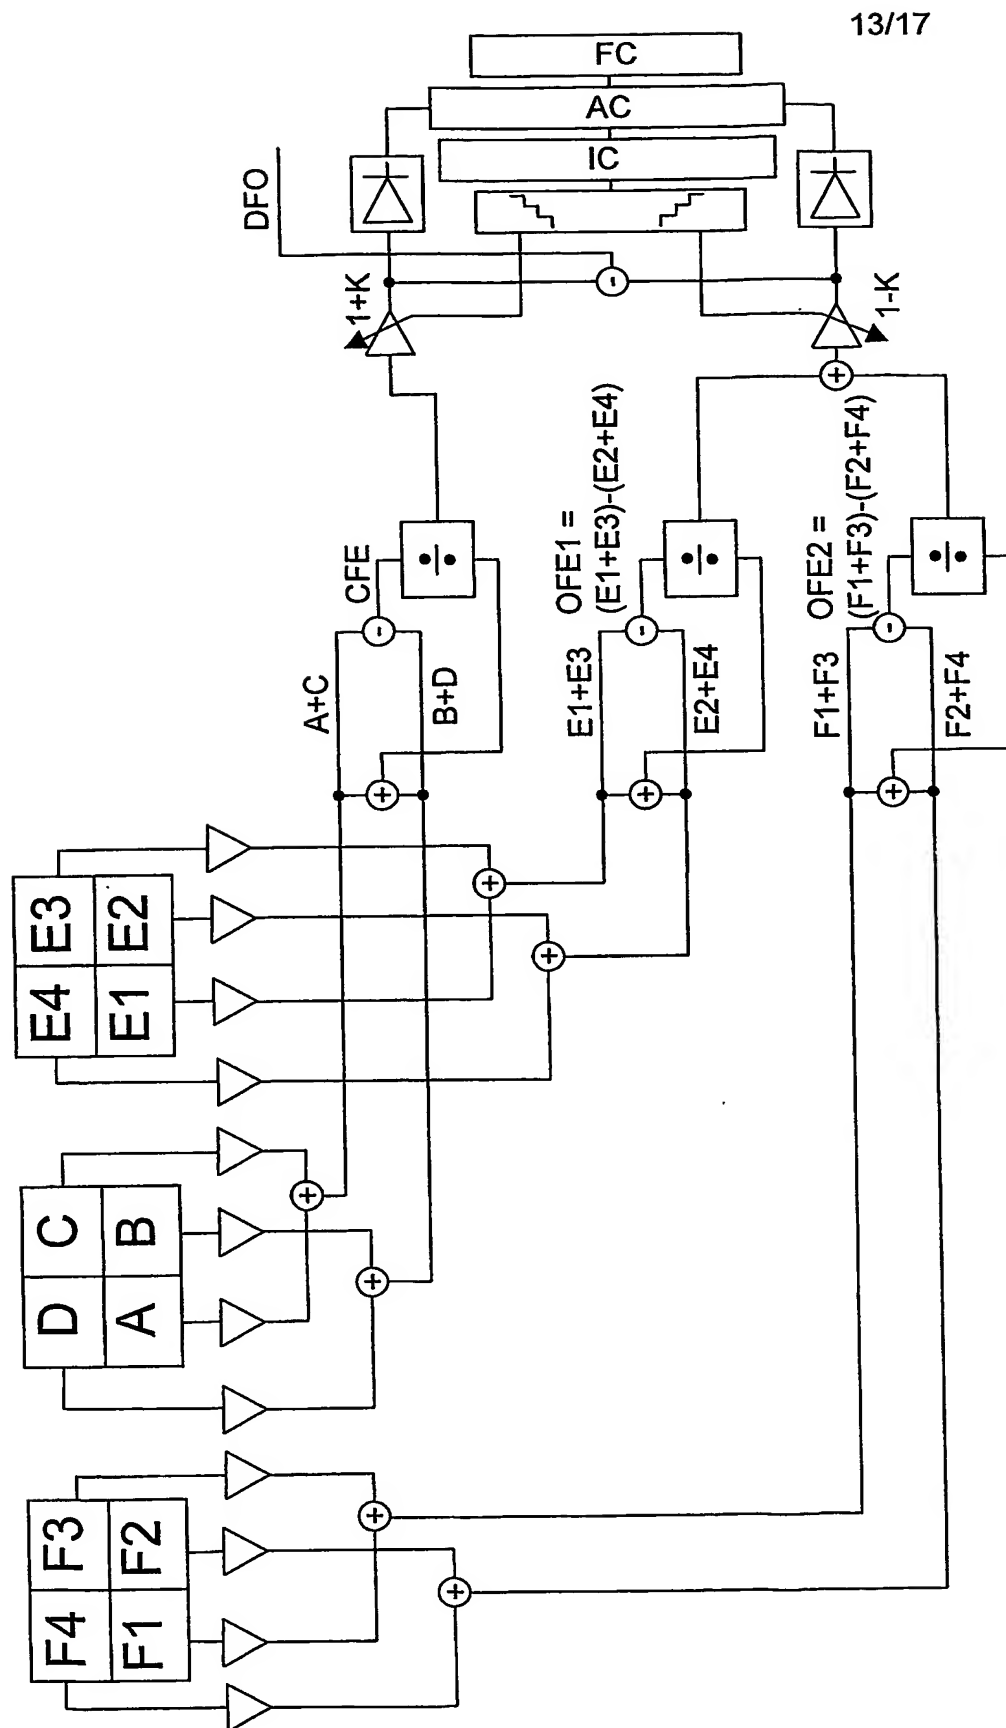 13/17
FC
AC
IC
DFO
1+K
1-K
-
+
CFE
÷
-
A+C
B+D
+
OFE1 =
(E1+E3)-(E2+E4)
÷
-
E1+E3
E2+E4
+
OFE2 =
(F1+F3)-(F2+F4)
÷
-
F1+F3
F2+F4
+
E4 E3
E1 E2
+
+
D C
A B
+
+
F4 F3
F1 F2
+
+